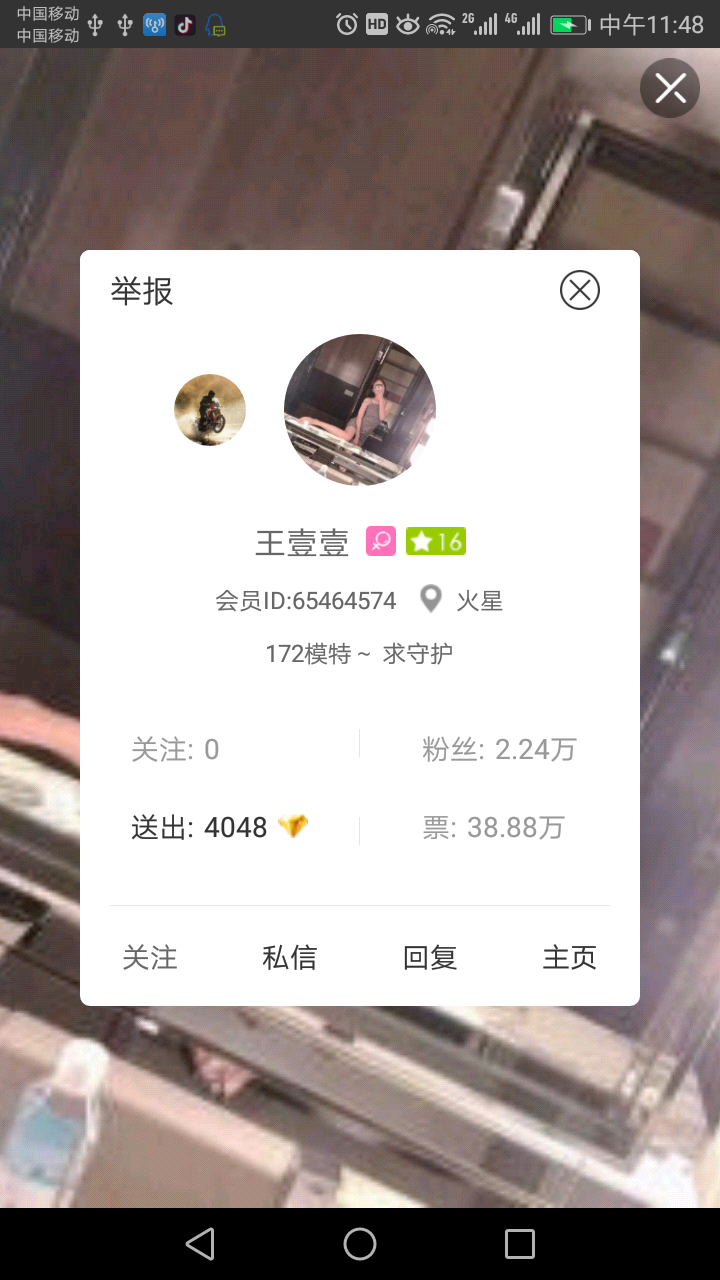 中国移动
中国移动
HD 2G 4G 中午11:48
举报
王壹壹 16
会员ID:65464574 火星
172模特～ 求守护
关注: 0 粉丝: 2.24万
送出: 4048 票: 38.88万
关注 私信 回复 主页